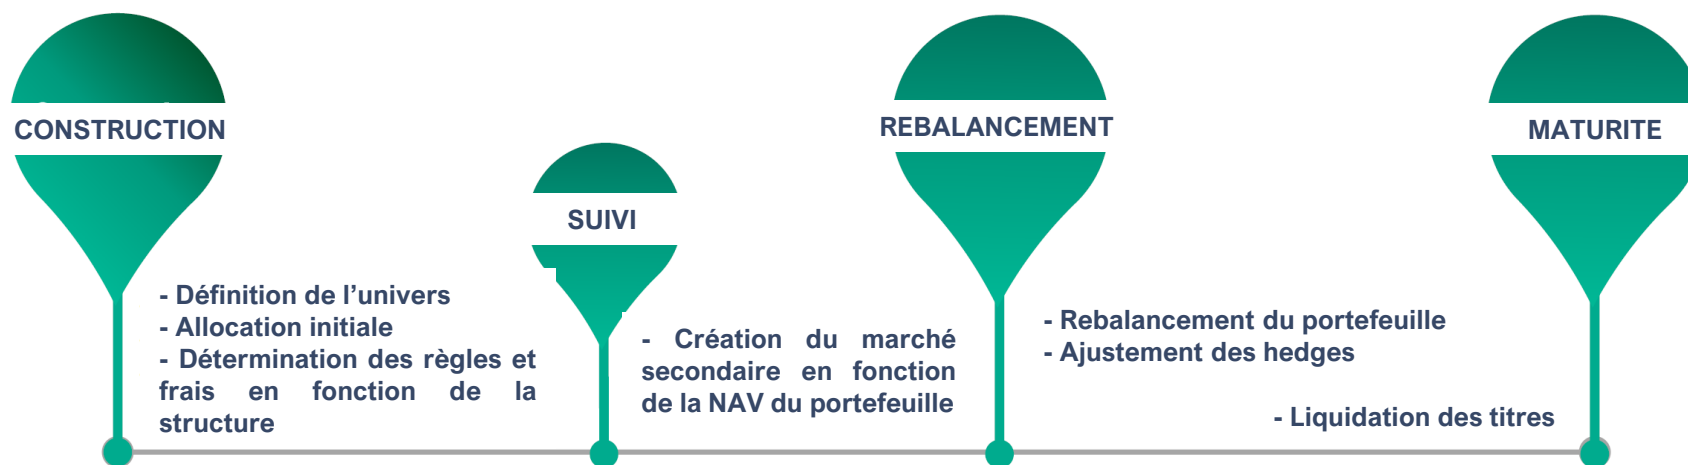 CONSTRUCTION
- Définition de l’univers
- Allocation initiale
- Détermination des règles et
frais en fonction de la
structure
SUIVI
- Création du marché
secondaire en fonction
de la NAV du portefeuille
REBALANCEMENT
- Rebalancement du portefeuille
- Ajustement des hedges
MATURITE
- Liquidation des titres